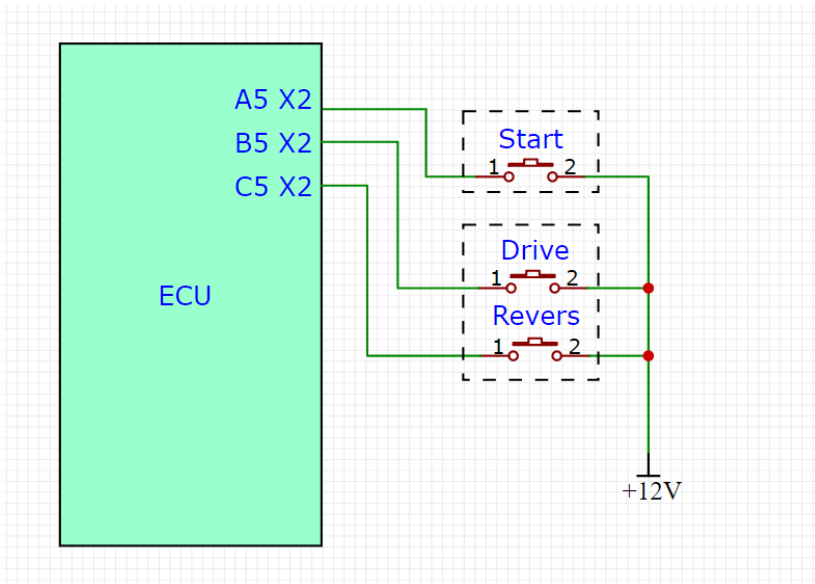 A5 X2
B5 X2
C5 X2
ECU
Start
1 2
Drive
1 2
Revers
1 2
+12V